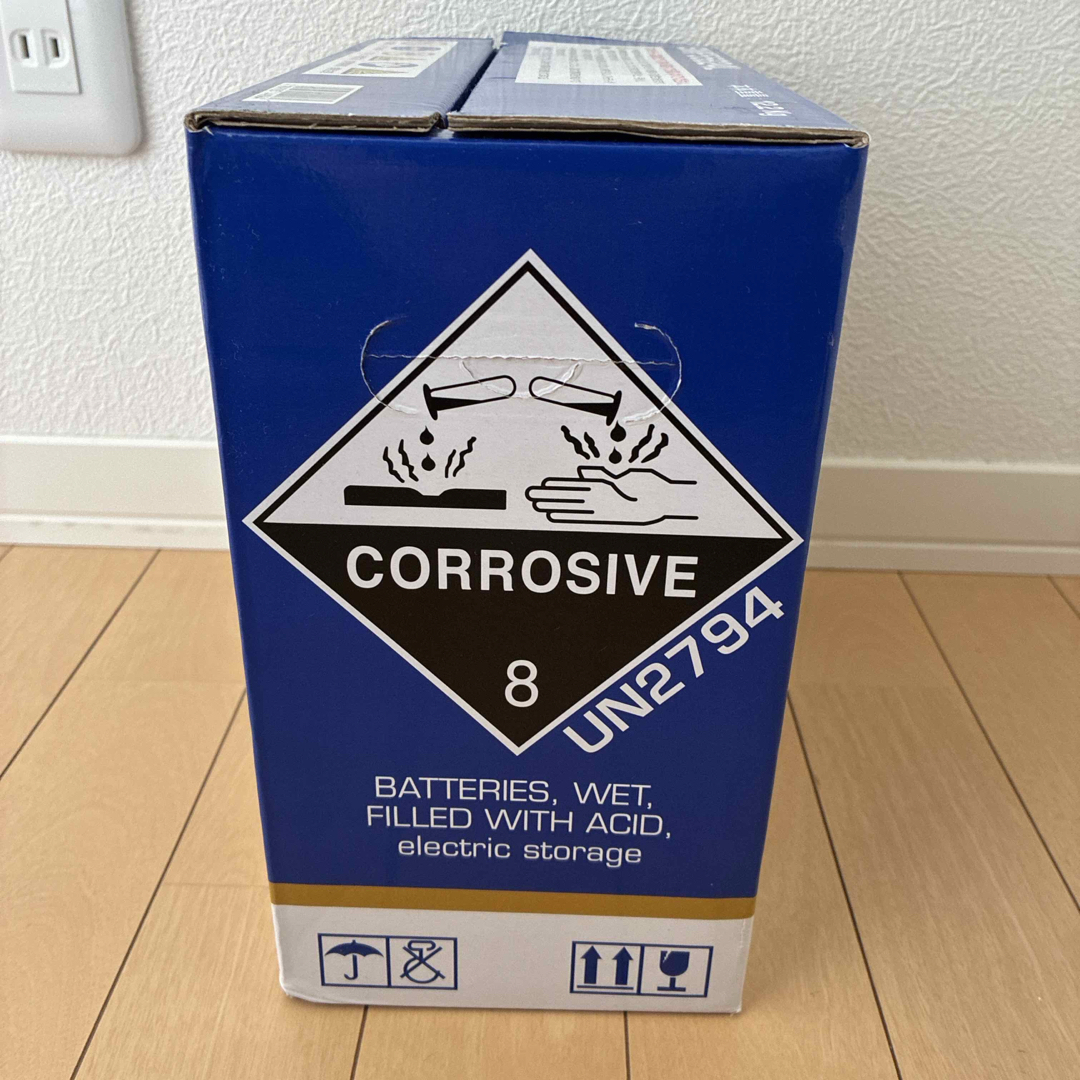 CORROSIVE
8
UN2794
BATTERIES, WET,
FILLED WITH ACID,
electric storage